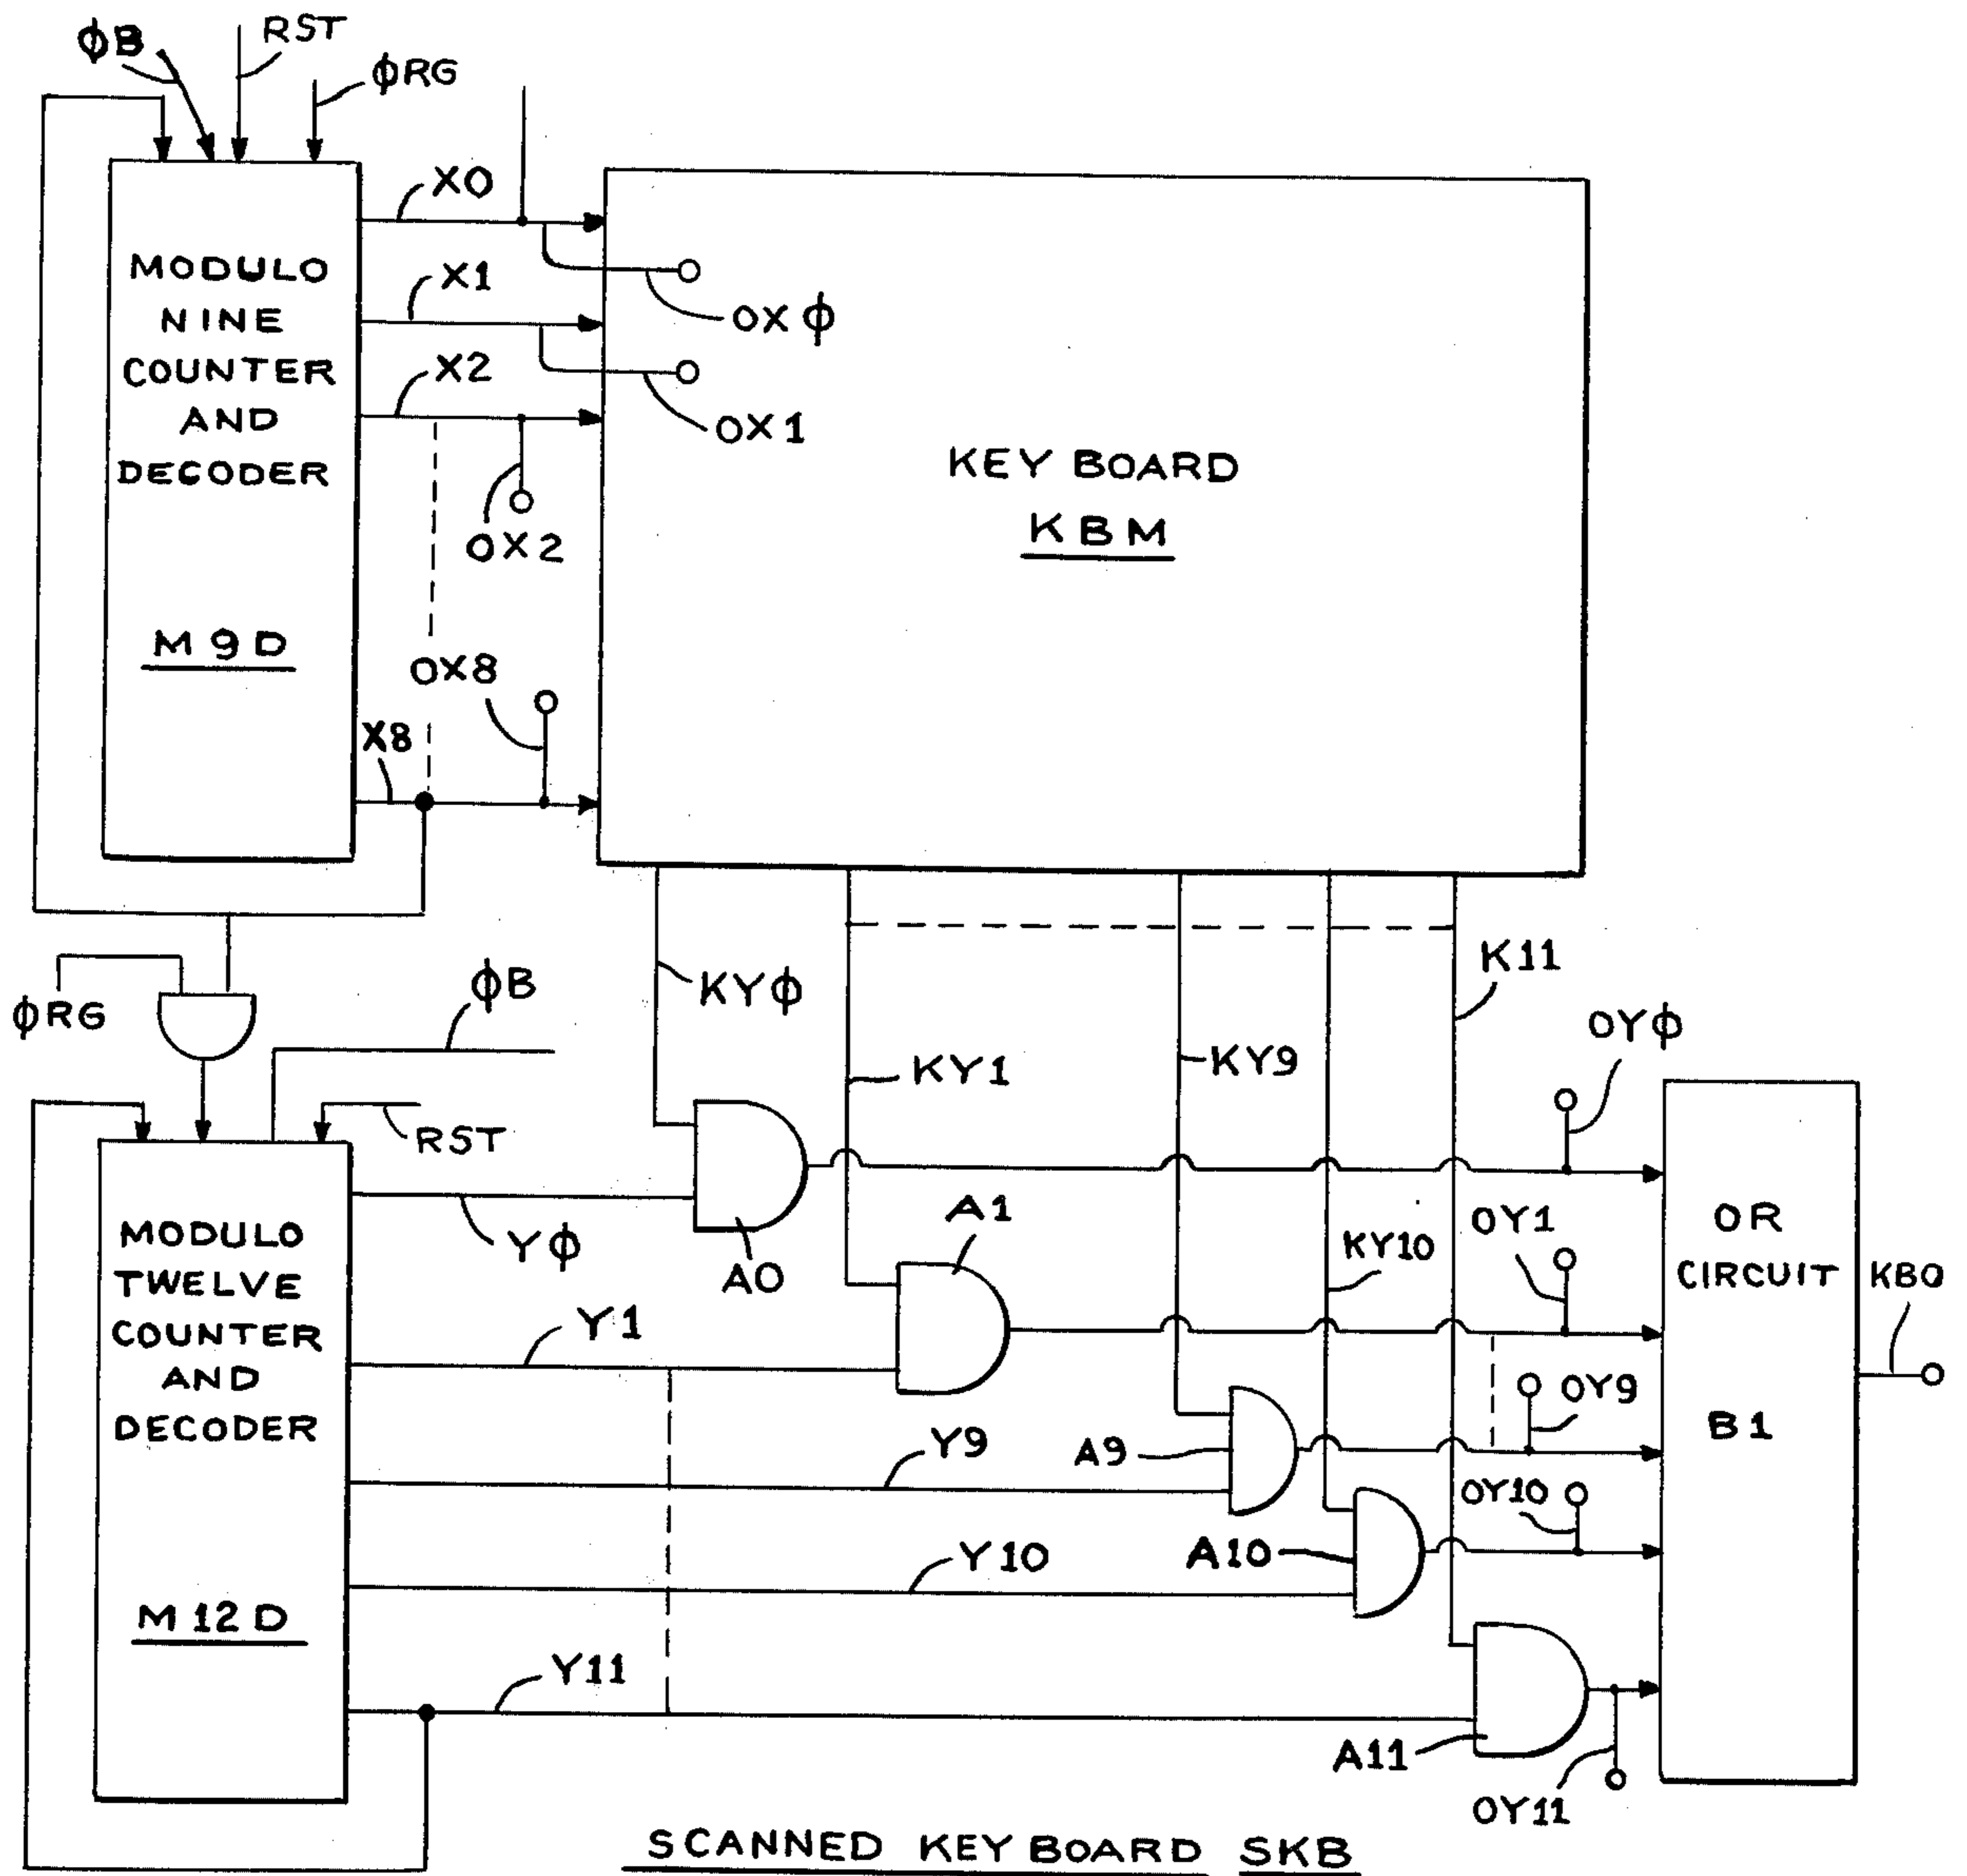 ϕB
RST
ϕRG
X0
MODULO
NINE
COUNTER
AND
DECODER
M9D
X1
X2
X8
OXϕ
OX1
OX2
OX8
KEY BOARD
KBM
ϕRG
ϕB
RST
KYϕ
KY1
KY9
KY10
K11
MODULO
TWELVE
COUNTER
AND
DECODER
M12D
Yϕ
Y1
Y9
Y10
Y11
A0
A1
A9
A10
A11
OYϕ
OY1
OY9
OY10
OY11
OR
CIRCUIT
B1
KBO
SCANNED KEY BOARD SKB